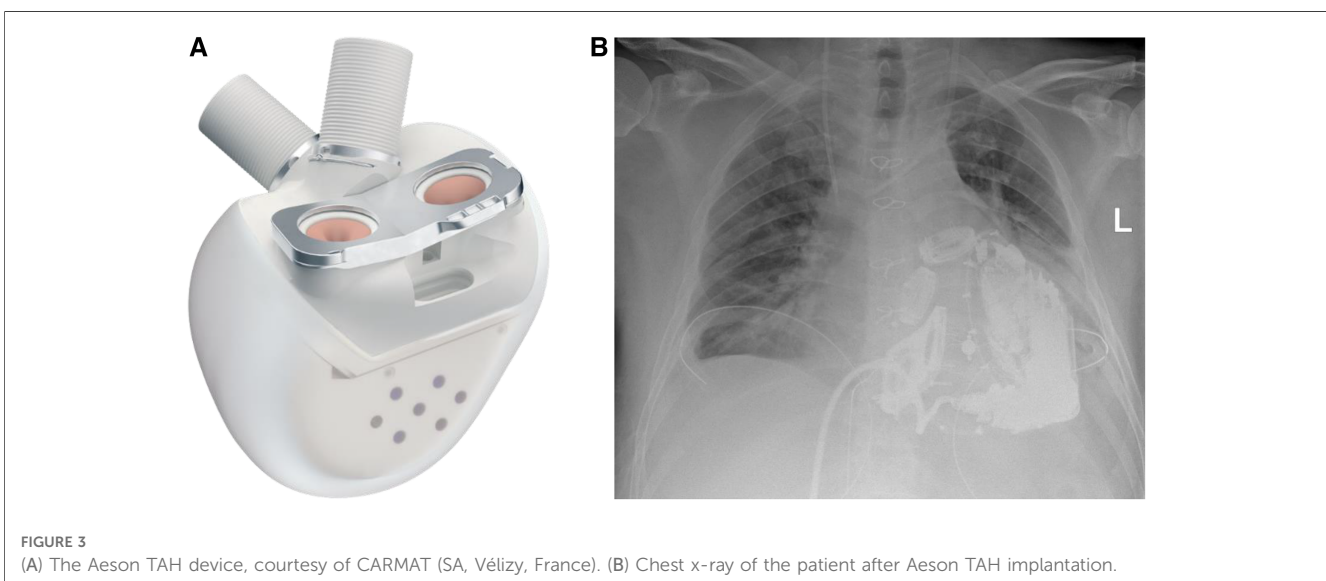 A
B
L
FIGURE 3
(A) The Aeson TAH device, courtesy of CARMAT (SA, Vélizy, France). (B) Chest x-ray of the patient after Aeson TAH implantation.